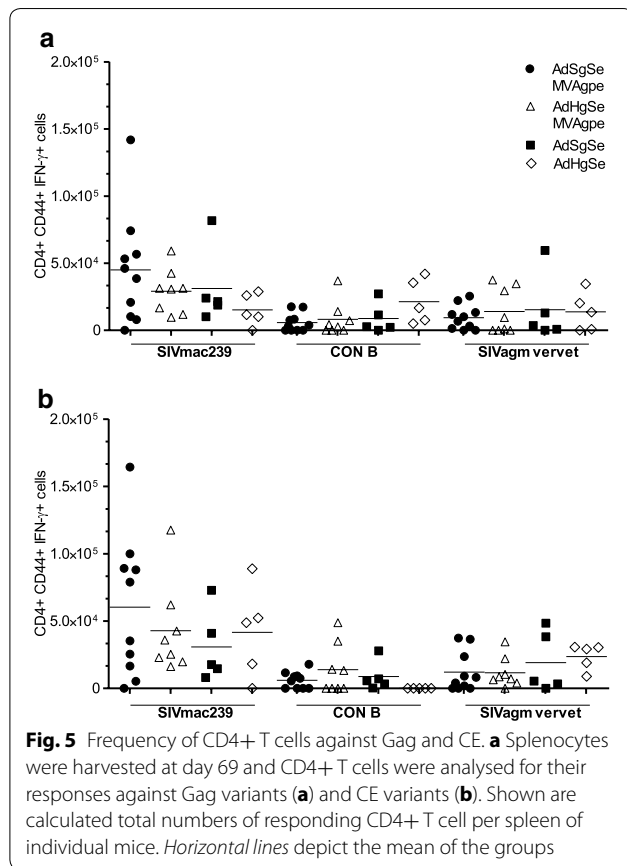 a
2.0×10⁵
1.5×10⁵
1.0×10⁵
5.0×10⁴
0
CD4+ CD44+ IFN-γ+ cells
AdSgSe
MVAgpe
AdHgSe
MVAgpe
AdSgSe
AdHgSe
SIVmac239 CON B SIVagm vervet
b
2.0×10⁵
1.5×10⁵
1.0×10⁵
5.0×10⁴
0
CD4+ CD44+ IFN-γ+ cells
SIVmac239 CON B SIVagm vervet
Fig. 5 Frequency of CD4+ T cells against Gag and CE. a Splenocytes
were harvested at day 69 and CD4+ T cells were analysed for their
responses against Gag variants (a) and CE variants (b). Shown are
calculated total numbers of responding CD4+ T cell per spleen of
individual mice. Horizontal lines depict the mean of the groups